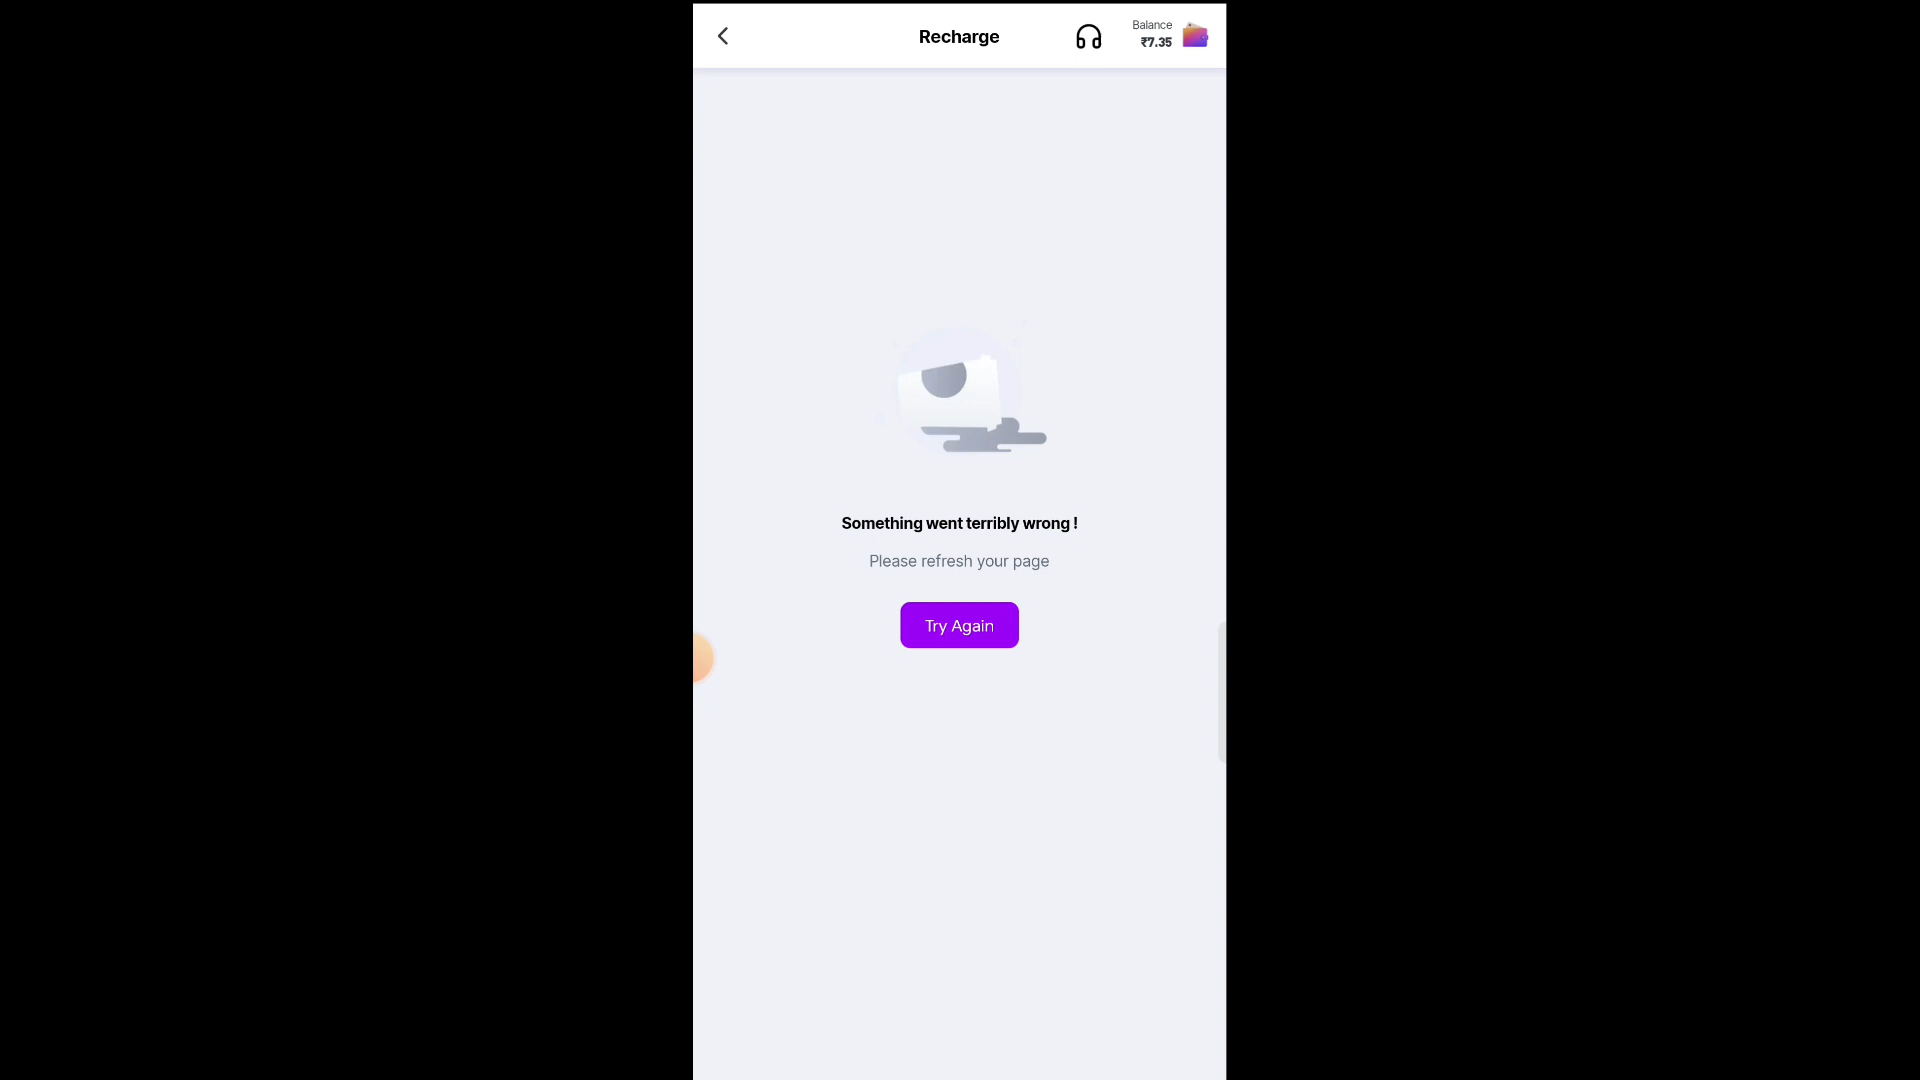 Recharge
Balance
₹7.35
Something went terribly wrong !
Please refresh your page
Try Again